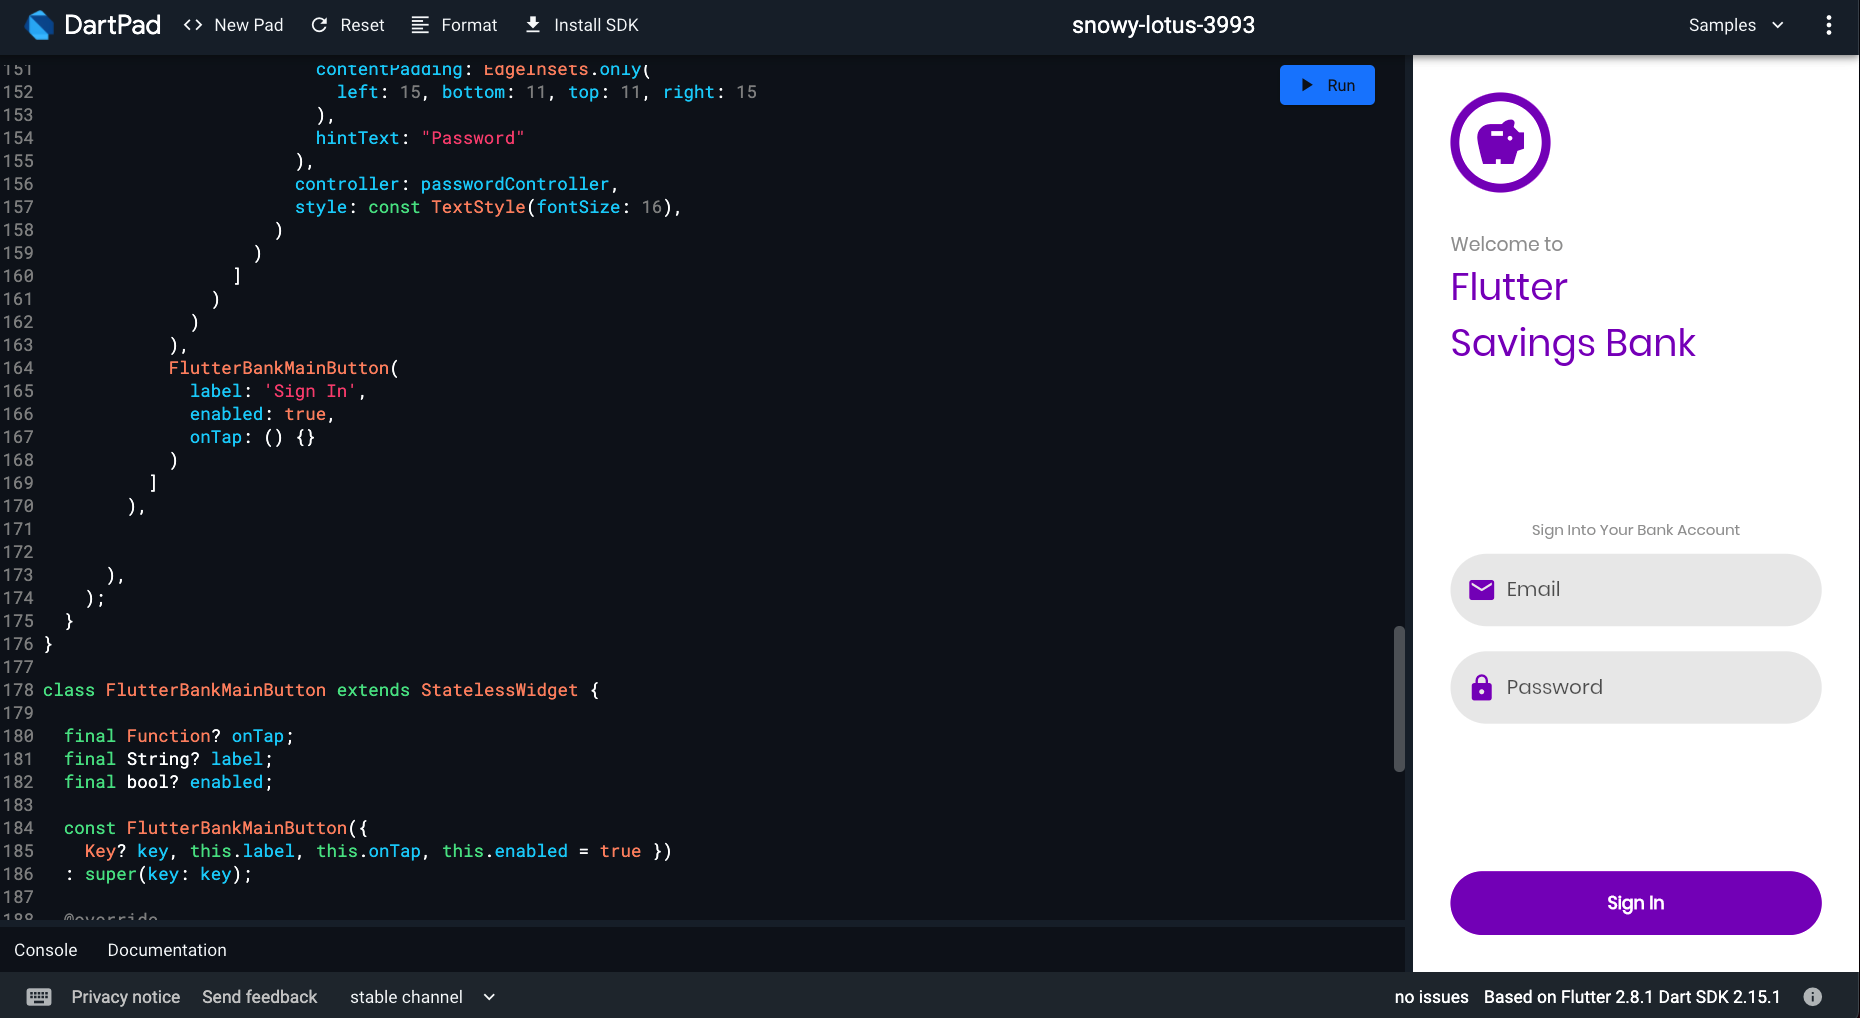 DartPad <> New Pad Reset Format Install SDK snowy-lotus-3993 Samples
151 contentPadding: EdgeInsets.only(
152 left: 15, bottom: 11, top: 11, right: 15
153 ),
154 hintText: "Password"
155 ),
156 controller: passwordController,
157 style: const TextStyle(fontSize: 16),
158 )
159 )
160 ]
161 )
162 )
163 ),
164 FlutterBankMainButton(
165 label: 'Sign In',
166 enabled: true,
167 onTap: () {}
168 )
169 ]
170 ),
171
172
173 ),
174 );
175 }
176 }
177
178 class FlutterBankMainButton extends StatelessWidget {
179
180 final Function? onTap;
181 final String? label;
182 final bool? enabled;
183
184 const FlutterBankMainButton({
185 Key? key, this.label, this.onTap, this.enabled = true })
186 : super(key: key);
187
188 @override
Run
Welcome to
Flutter
Savings Bank
Sign Into Your Bank Account
Email
Password
Sign In
Console Documentation
Privacy notice Send feedback stable channel no issues Based on Flutter 2.8.1 Dart SDK 2.15.1